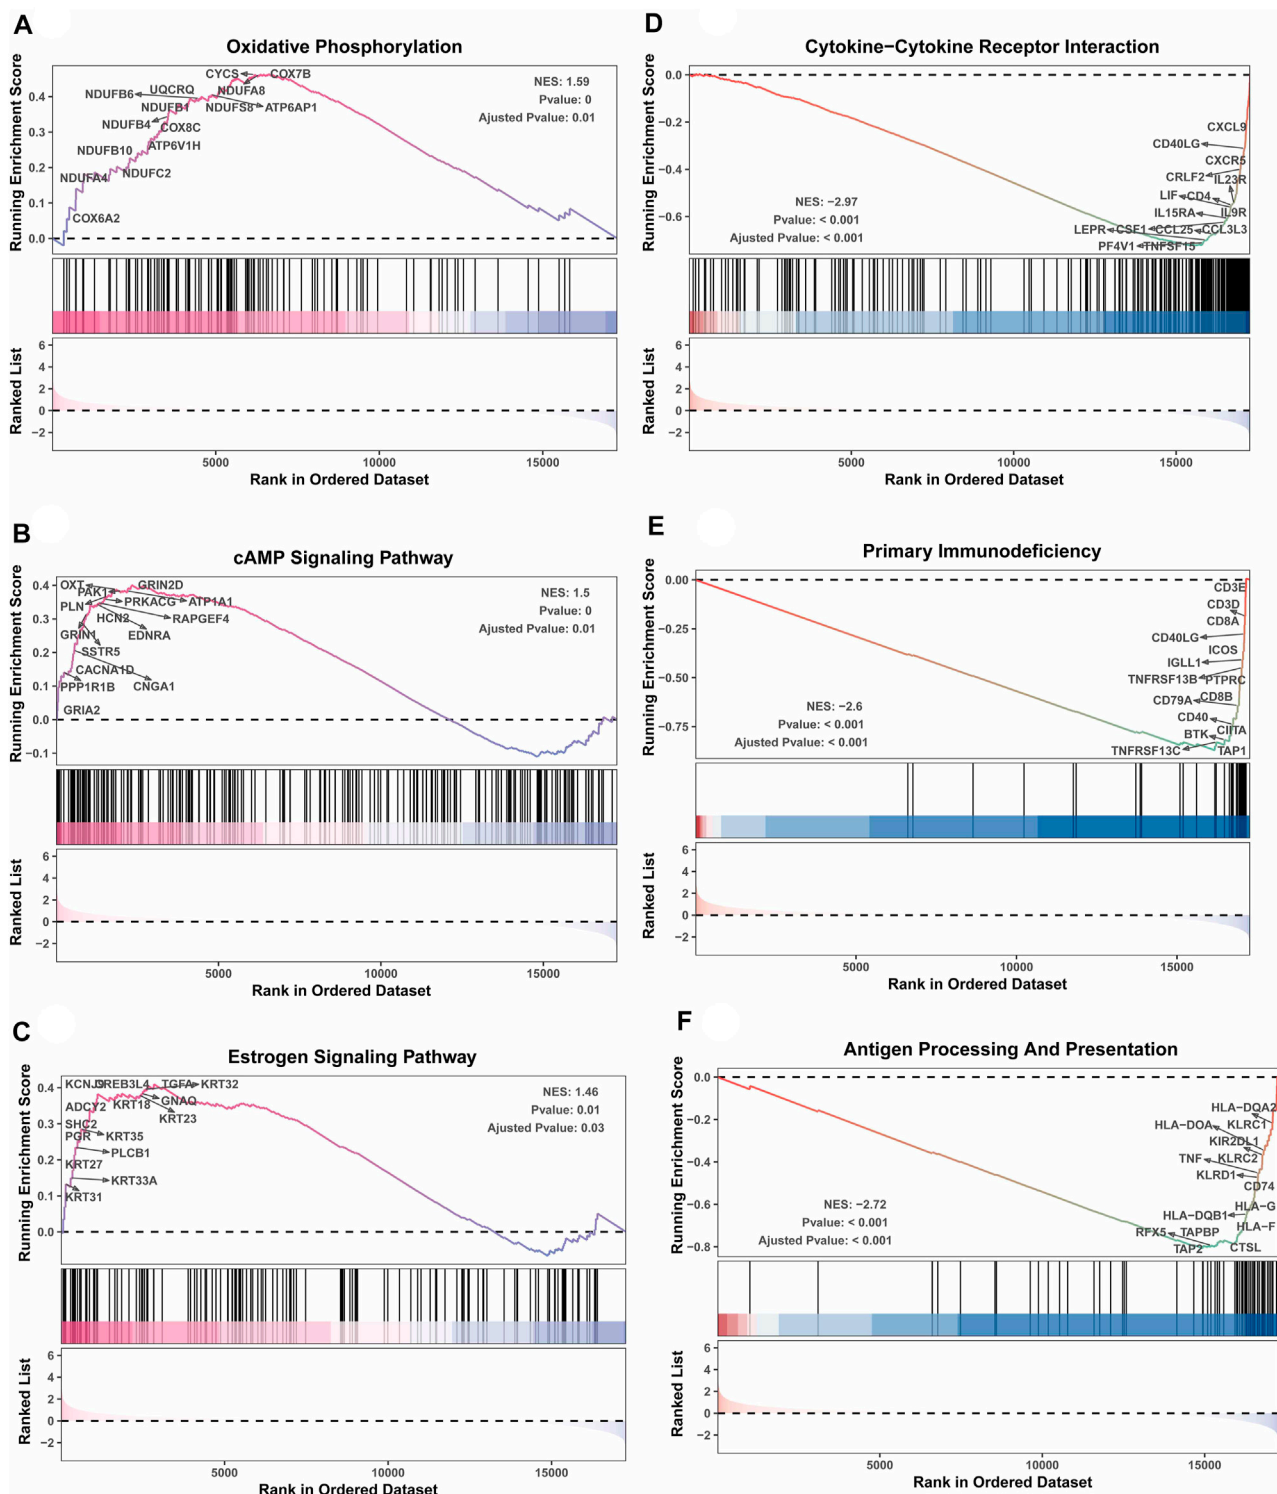 A
Oxidative Phosphorylation
Running Enrichment Score
0.4
0.3
0.2
0.1
0.0
CYCS
COX7B
NDUFB6
UQCRQ
NDUFA8
NDUFB1
NDUFS8
ATP6AP1
NDUFB4
COX8C
NDUFB10
ATP6V1H
NDUFA4
NDUFC2
COX6A2
NES: 1.59
Pvalue: 0
Ajusted Pvalue: 0.01
Ranked List
6
4
2
0
−2
5000
10000
15000
Rank in Ordered Dataset
D
Cytokine−Cytokine Receptor Interaction
Running Enrichment Score
0.0
−0.2
−0.4
−0.6
CXCL9
CD40LG
CXCR5
CRLF2
IL23R
LIF
CD4
IL15RA
IL9R
LEPR
CSF1
CCL25
CCL3L3
PF4V1
TNFSF15
NES: −2.97
Pvalue: < 0.001
Ajusted Pvalue: < 0.001
Ranked List
6
4
2
0
−2
5000
10000
15000
Rank in Ordered Dataset
B
cAMP Signaling Pathway
Running Enrichment Score
0.4
0.3
0.2
0.1
0.0
−0.1
OXT
PAK1
GRIN2D
PLN
PRKACG
ATP1A1
HCN2
RAPGEF4
GRIN1
EDNRA
SSTR5
CACNA1D
PPP1R1B
CNGA1
GRIA2
NES: 1.5
Pvalue: 0
Ajusted Pvalue: 0.01
Ranked List
6
4
2
0
−2
5000
10000
15000
Rank in Ordered Dataset
E
Primary Immunodeficiency
Running Enrichment Score
0.00
−0.25
−0.50
−0.75
CD3E
CD3D
CD8A
CD40LG
ICOS
IGLL1
TNFRSF13B
PTPRC
CD79A
CD8B
CD40
CIITA
BTK
TNFRSF13C
TAP1
NES: −2.6
Pvalue: < 0.001
Ajusted Pvalue: < 0.001
Ranked List
6
4
2
0
−2
5000
10000
15000
Rank in Ordered Dataset
C
Estrogen Signaling Pathway
Running Enrichment Score
0.4
0.3
0.2
0.1
0.0
KCNJ9
CREB3L4
TGFA
KRT32
ADCY2
KRT18
GNAQ
KRT23
SHC2
PGR
KRT35
PLCB1
KRT27
KRT33A
KRT31
NES: 1.46
Pvalue: 0.01
Ajusted Pvalue: 0.03
Ranked List
6
4
2
0
−2
5000
10000
15000
Rank in Ordered Dataset
F
Antigen Processing And Presentation
Running Enrichment Score
0.0
−0.2
−0.4
−0.6
−0.8
HLA−DQA2
HLA−DOA
KLRC1
KIR2DL1
TNF
KLRC2
KLRD1
CD74
HLA−G
HLA−DQB1
HLA−F
RFX5
TAPBP
TAP2
CTSL
NES: −2.72
Pvalue: < 0.001
Ajusted Pvalue: < 0.001
Ranked List
6
4
2
0
−2
5000
10000
15000
Rank in Ordered Dataset